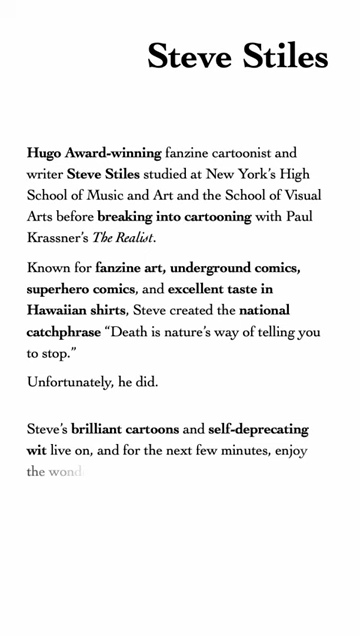 Steve Stiles
Hugo Award-winning fanzine cartoonist and
writer Steve Stiles studied at New York's High
School of Music and Art and the School of Visual
Arts before breaking into cartooning with Paul
Krassner's The Realist.
Known for fanzine art, underground comics,
superhero comics, and excellent taste in
Hawaiian shirts, Steve created the national
catchphrase “Death is nature's way of telling you
to stop.”
Unfortunately, he did.
Steve's brilliant cartoons and self-deprecating
wit live on, and for the next few minutes, enjoy
the wond